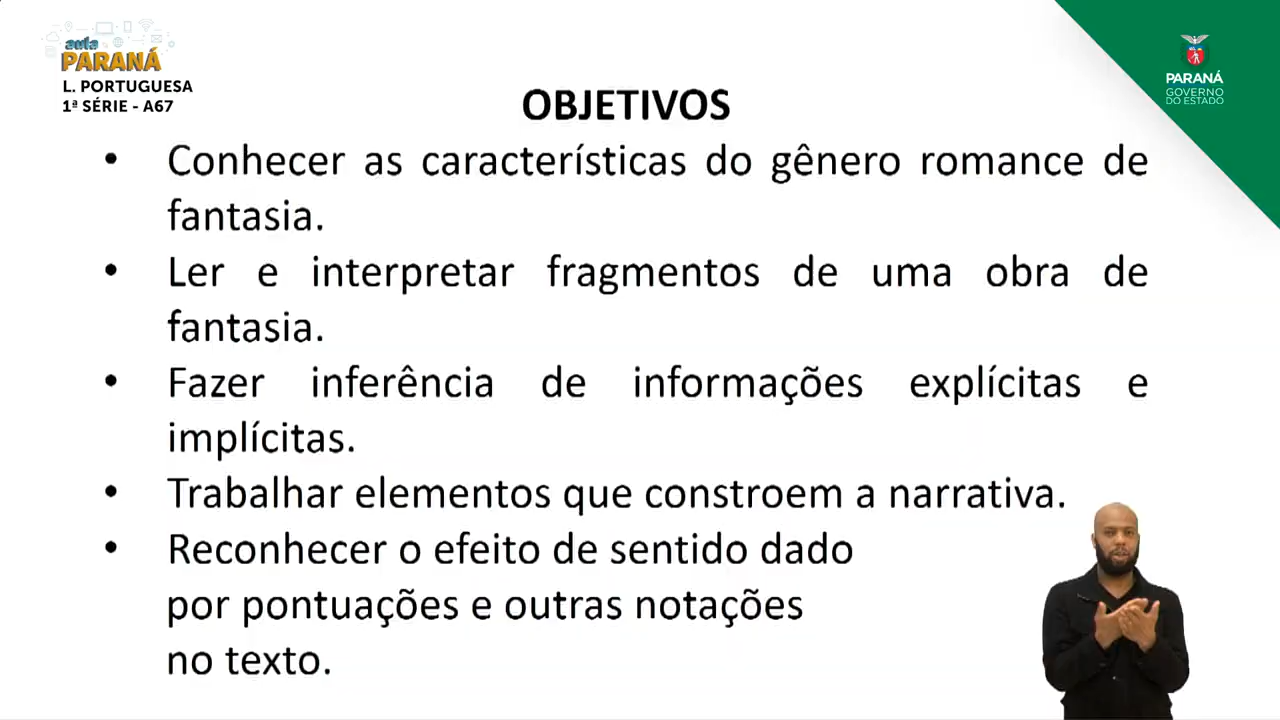 aula
PARANÁ
L. PORTUGUESA
1ª SÉRIE - A67
PARANÁ
GOVERNO
DO ESTADO
OBJETIVOS
• Conhecer as características do gênero romance de
fantasia.
• Ler e interpretar fragmentos de uma obra de
fantasia.
• Fazer inferência de informações explícitas e
implícitas.
• Trabalhar elementos que constroem a narrativa.
• Reconhecer o efeito de sentido dado
por pontuações e outras notações
no texto.